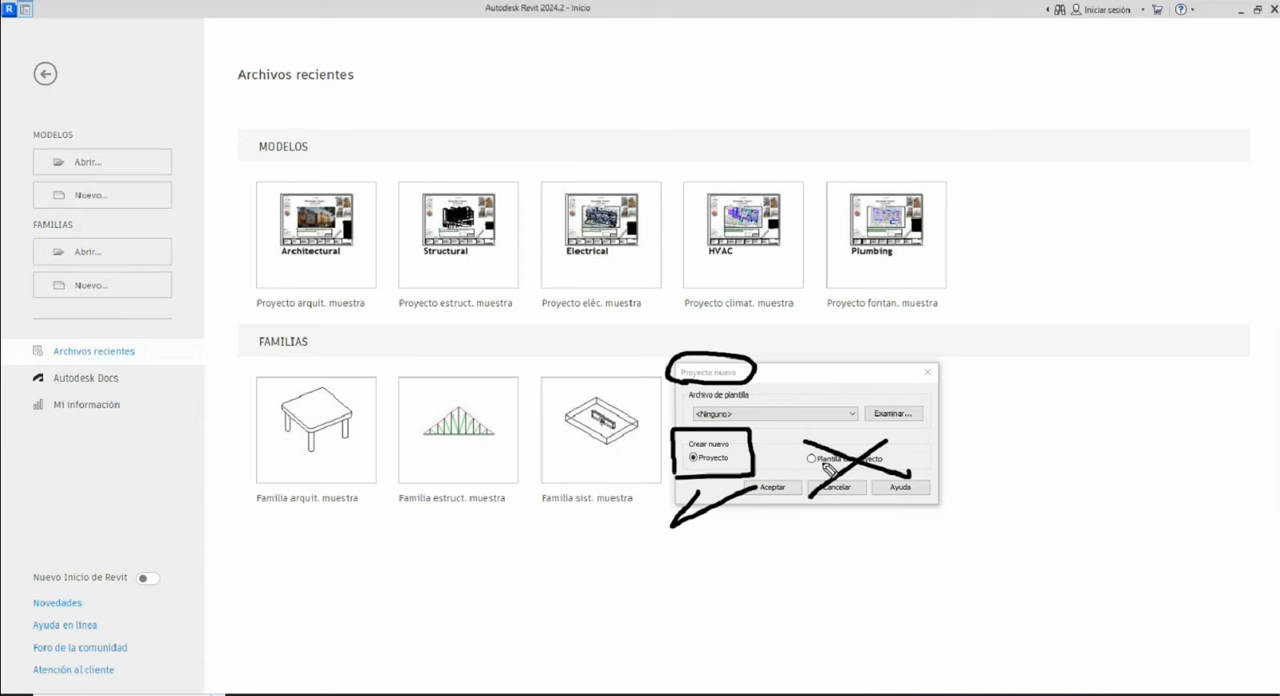 R
Autodesk Revit 2024.2 - Inicio
Iniciar sesión
?
Archivos recientes
MODELOS
Abrir...
Nuevo...
FAMILIAS
Abrir...
Nuevo...
Archivos recientes
Autodesk Docs
Mi información
Nuevo Inicio de Revit
Novedades
Ayuda en línea
Foro de la comunidad
Atención al cliente
MODELOS
Architectural
Structural
Electrical
HVAC
Plumbing
Proyecto arquit. muestra
Proyecto estruct. muestra
Proyecto eléc. muestra
Proyecto climat. muestra
Proyecto fontan. muestra
FAMILIAS
Familia arquit. muestra
Familia estruct. muestra
Familia sist. muestra
Proyecto nuevo
Archivo de plantilla
<Ninguno>
Examinar...
Crear nuevo
Proyecto
Plantilla
Aceptar
Cancelar
Ayuda